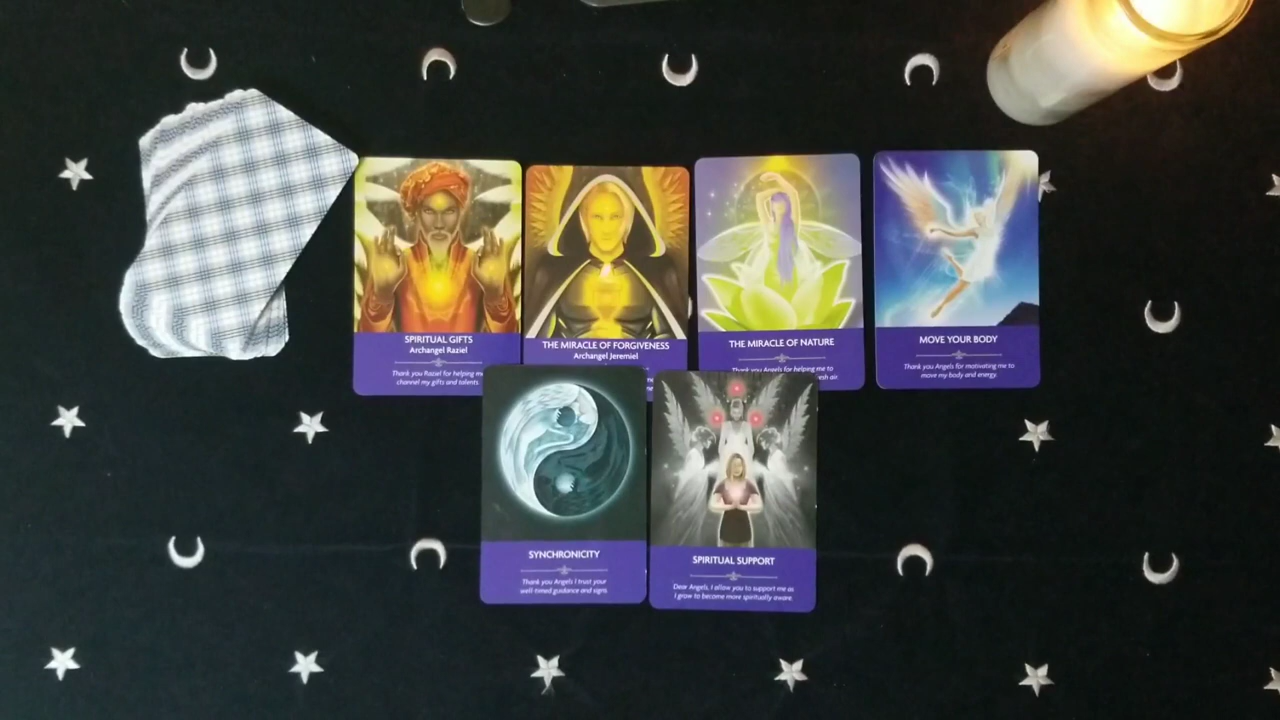 SPIRITUAL GIFTS
Archangel Raziel
Thank you Raziel for helping me
channel my gifts and talents.
THE MIRACLE OF FORGIVENESS
Archangel Jeremiel
THE MIRACLE OF NATURE
Thank you Angels for helping me to
esh air.
MOVE YOUR BODY
Thank you Angels for motivating me to
move my body and energy.
SYNCHRONICITY
Thank you Angels I trust your
well-timed guidance and signs.
SPIRITUAL SUPPORT
Dear Angels, I allow you to support me as
I grow to become more spiritually aware.